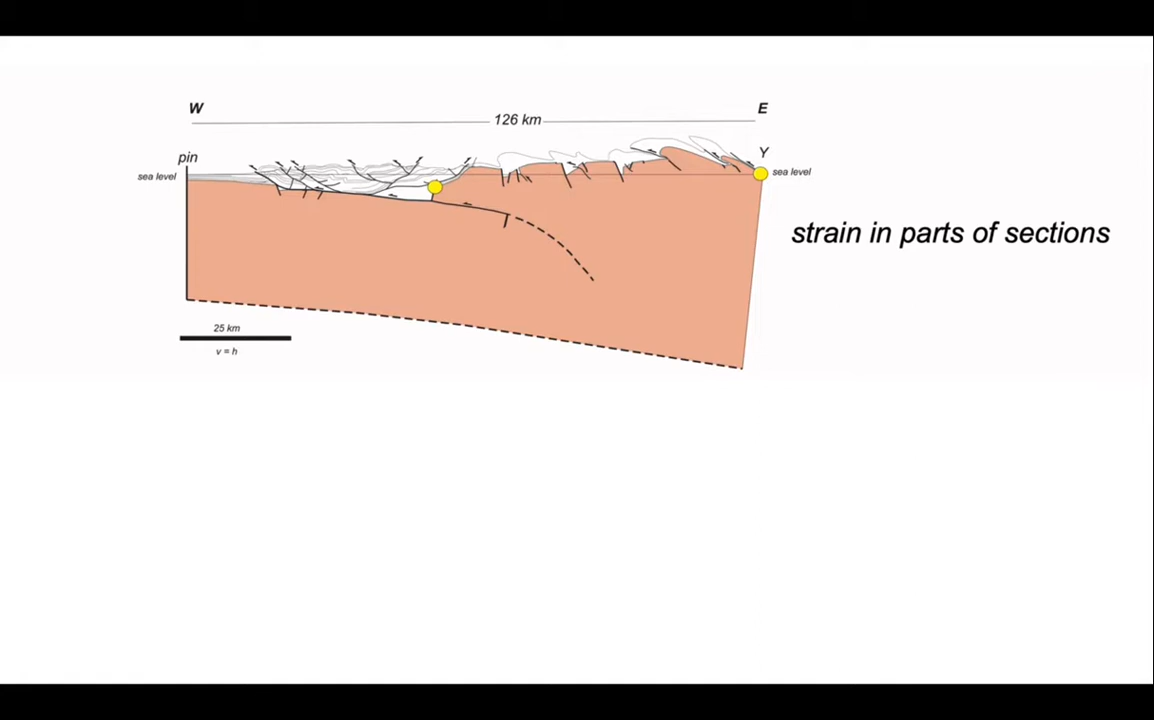 W
E
126 km
pin
Y
sea level
sea level
strain in parts of sections
25 km
v = h